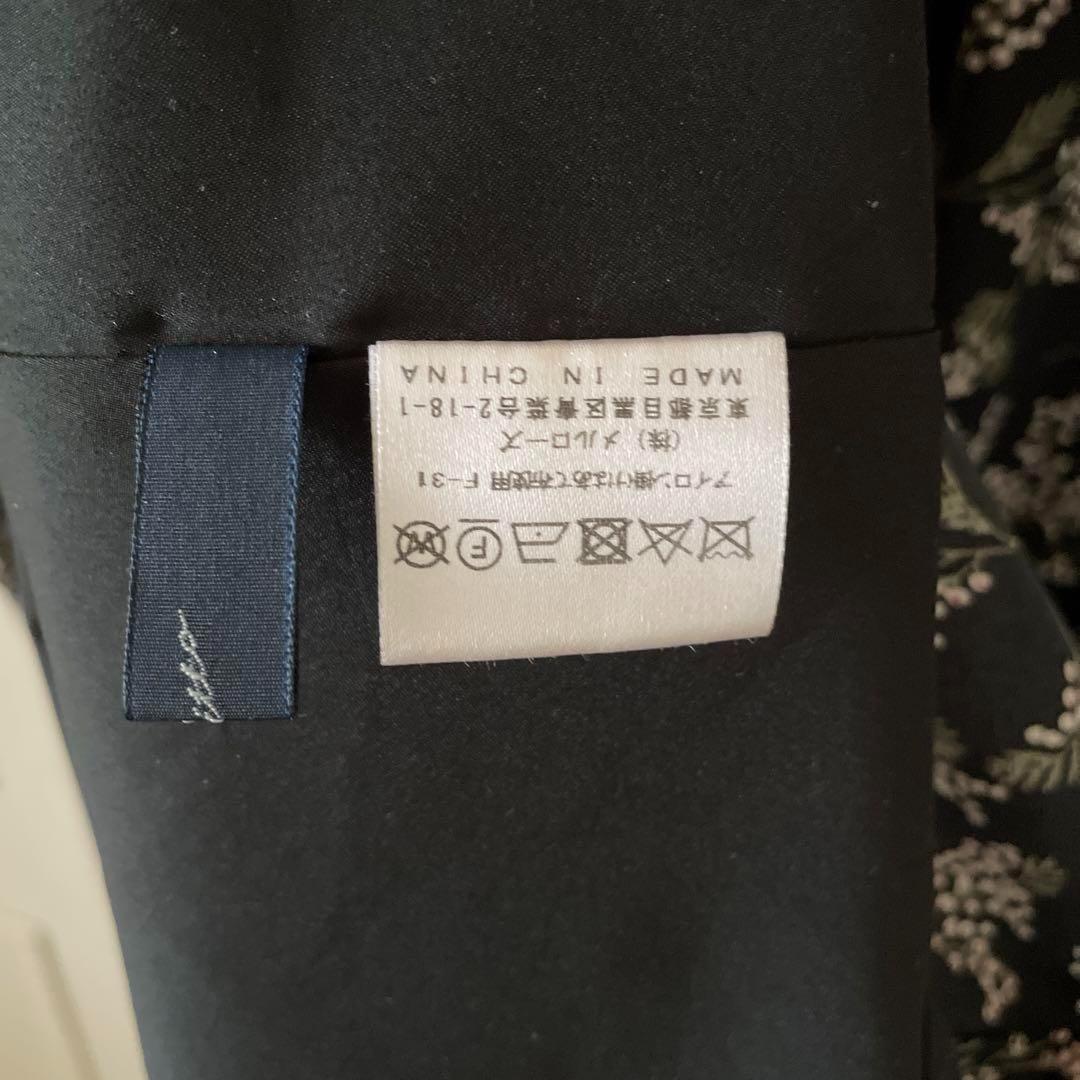 アイロン掛けはあて布使用 F-31
(株) メルローズ
東京都目黒区青葉台2-18-1
MADE IN CHINA